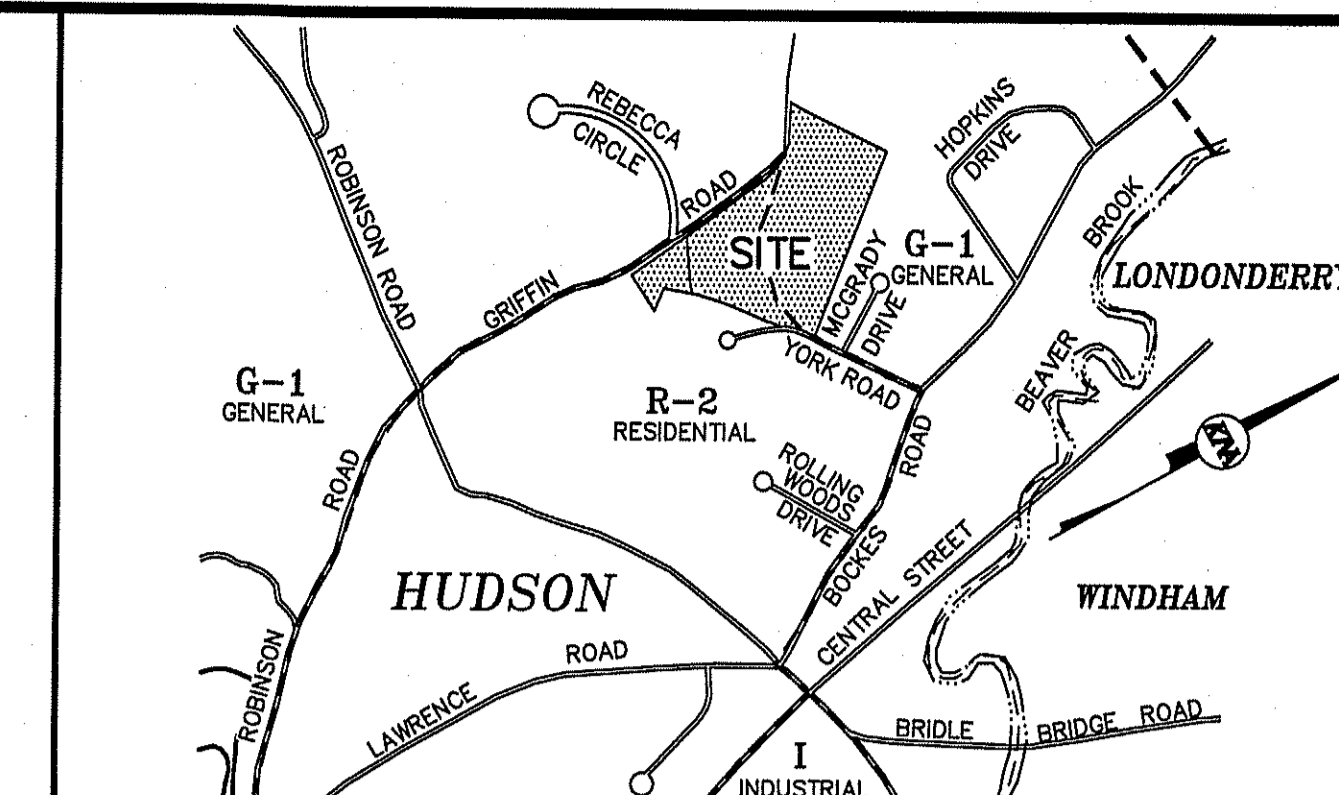 REBECCA
CIRCLE
HOPKINS
DRIVE
ROBINSON ROAD
ROAD
BROOK
SITE
MCGRADY
DRIVE
G-1
GENERAL
LONDONDERRY
GRIFFIN
YORK ROAD
BEAVER
G-1
GENERAL
R-2
RESIDENTIAL
ROAD
KNA
ROLLING
WOODS
DRIVE
ROAD
BOCKES
CENTRAL STREET
HUDSON
WINDHAM
ROAD
ROBINSON
LAWRENCE
BRIDLE BRIDGE ROAD
I
INDUSTRIAL